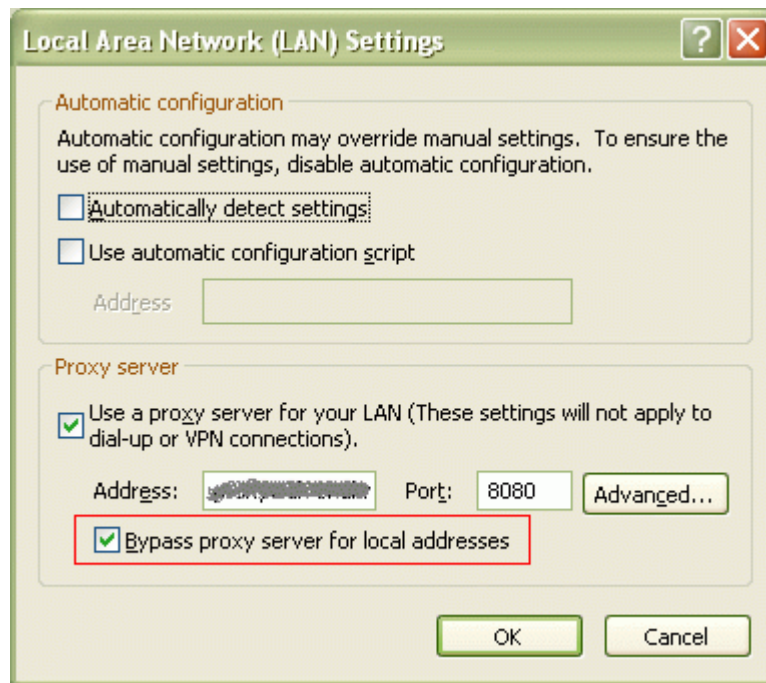 Local Area Network (LAN) Settings
Automatic configuration
Automatic configuration may override manual settings. To ensure the
use of manual settings, disable automatic configuration.
Automatically detect settings
Use automatic configuration script
Address
Proxy server
Use a proxy server for your LAN (These settings will not apply to
dial-up or VPN connections).
Address: Port: 8080 Advanced...
Bypass proxy server for local addresses
OK Cancel